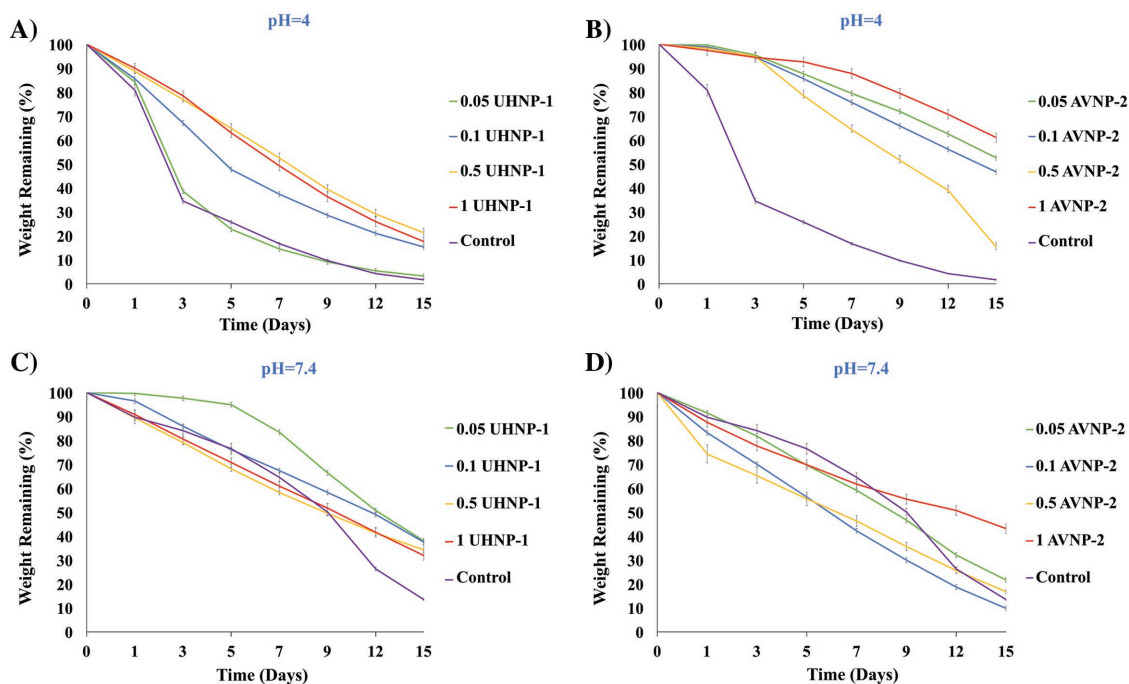 A)
pH=4
Weight Remaining (%)
100
90
80
70
60
50
40
30
20
10
0
0 1 3 5 7 9 12 15
Time (Days)
0.05 UHNP-1
0.1 UHNP-1
0.5 UHNP-1
1 UHNP-1
Control
B)
pH=4
Weight Remaining (%)
100
90
80
70
60
50
40
30
20
10
0
0 1 3 5 7 9 12 15
Time (Days)
0.05 AVNP-2
0.1 AVNP-2
0.5 AVNP-2
1 AVNP-2
Control
C)
pH=7.4
Weight Remaining (%)
100
90
80
70
60
50
40
30
20
10
0
0 1 3 5 7 9 12 15
Time (Days)
0.05 UHNP-1
0.1 UHNP-1
0.5 UHNP-1
1 UHNP-1
Control
D)
pH=7.4
Weight Remaining (%)
100
90
80
70
60
50
40
30
20
10
0
0 1 3 5 7 9 12 15
Time (Days)
0.05 AVNP-2
0.1 AVNP-2
0.5 AVNP-2
1 AVNP-2
Control